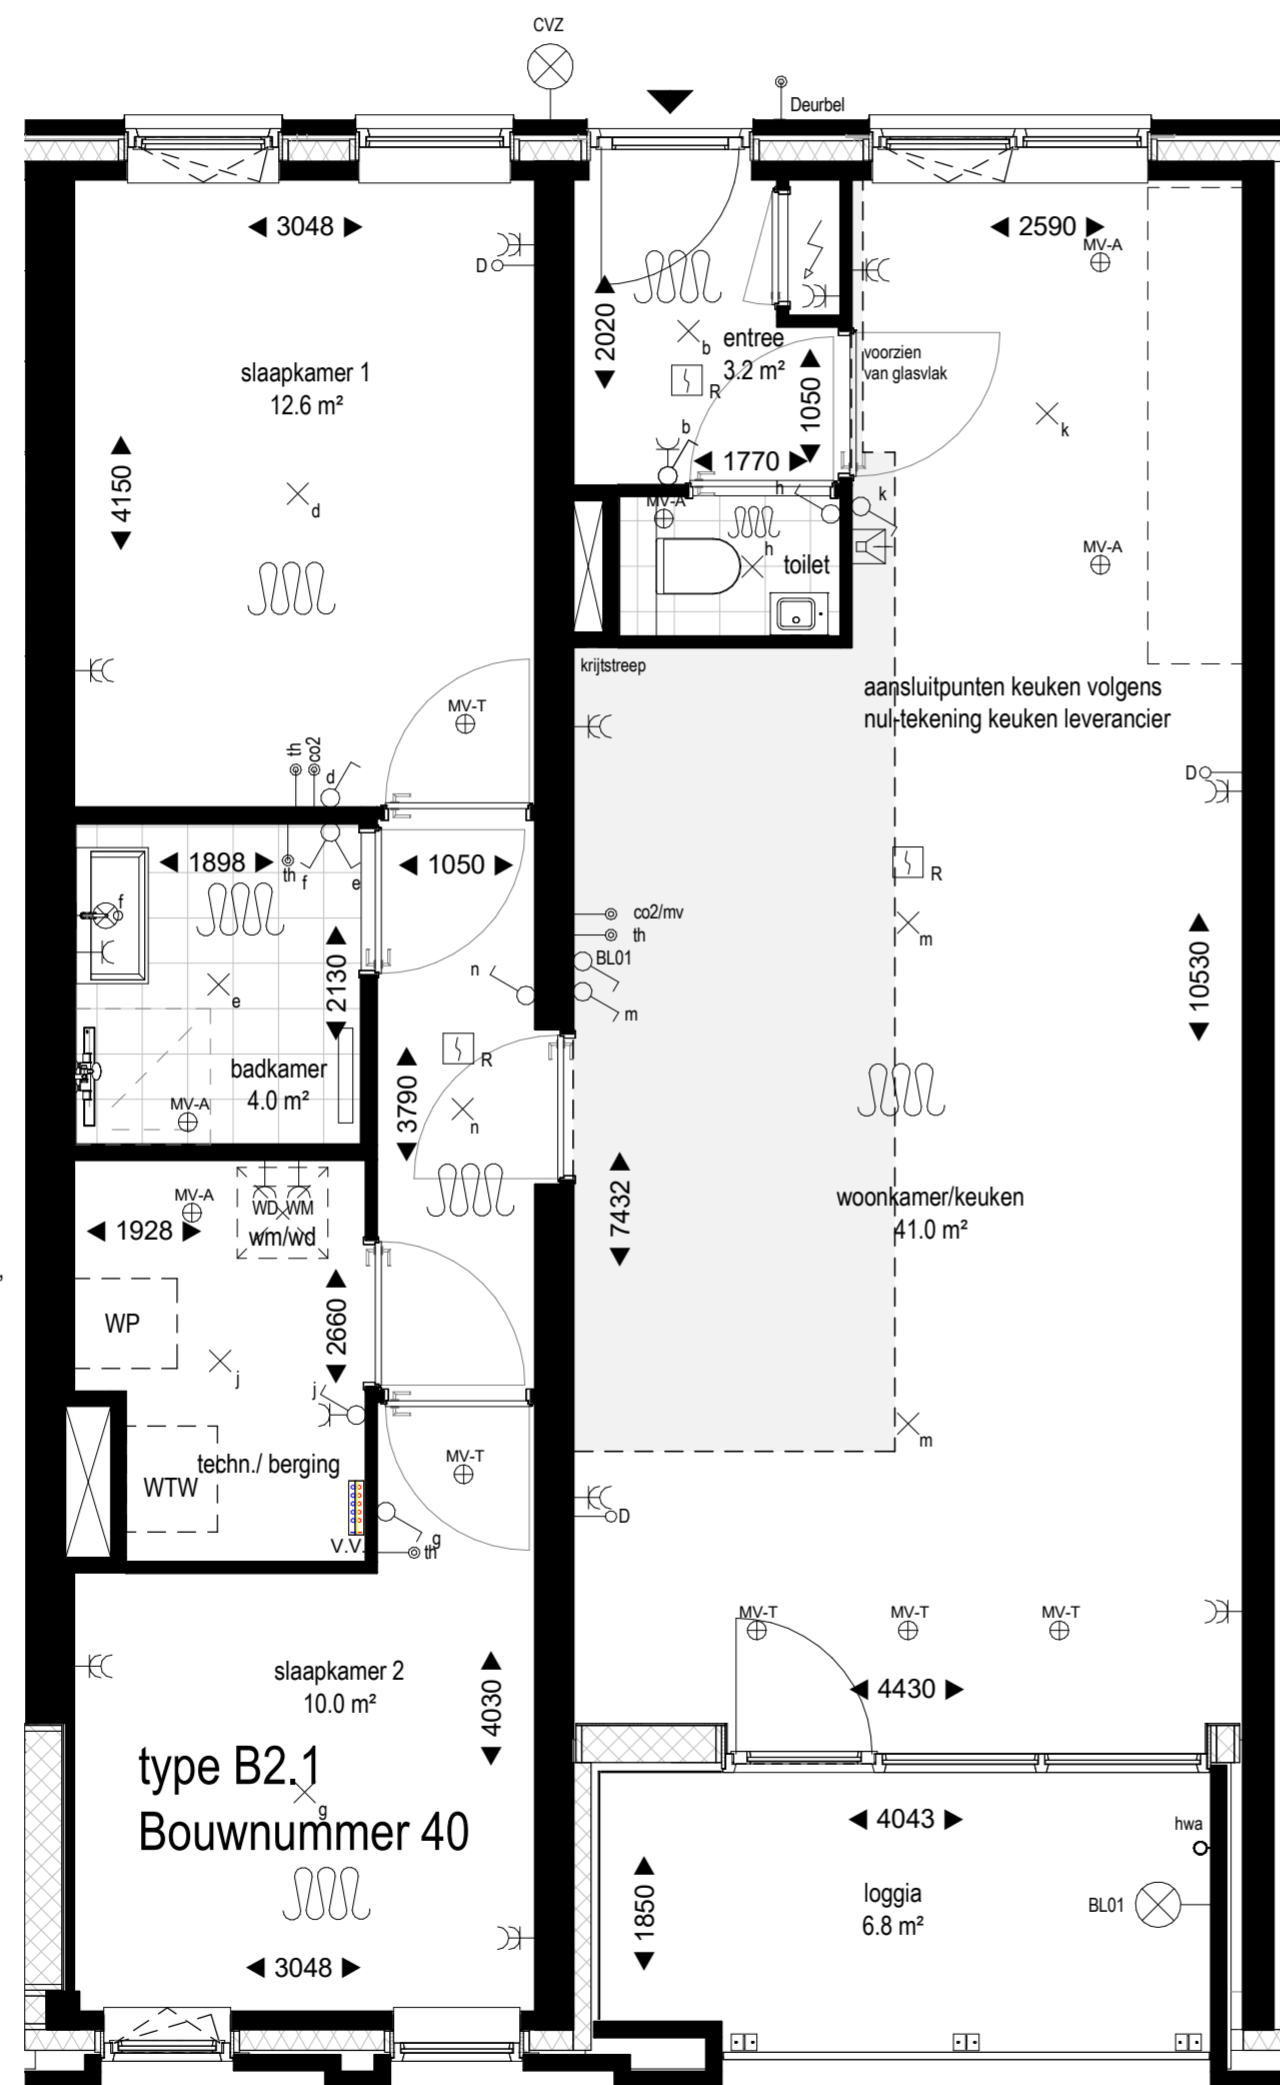 CVZ
Deurbel
3048
D
slaapkamer 1
12.6 m²
4150
d
MV-T
th
co2
d
2020
b
entree
3.2 m²
R
b
1050
1770
voorzien
van glasvlak
2590
MV-A
k
MV-A
h
k
h
toilet
MV-A
krijtstreep
aansluitpunten keuken volgens
nul-tekening keuken leverancier
D
1898
th
f
e
f
1050
2130
e
badkamer
4.0 m²
MV-A
n
R
n
3790
co2/mv
th
BL01
m
R
m
10530
MV-A
WD WM
wm/wd
1928
WP
2660
j
j
techn./ berging
WTW
V.V.
7432
woonkamer/keuken
41.0 m²
m
MV-T
g
th
D
MV-T
MV-T
MV-T
4430
slaapkamer 2
10.0 m²
4030
type B2.1
g
Bouwnummer 40
3048
4043
hwa
1850
loggia
6.8 m²
BL01